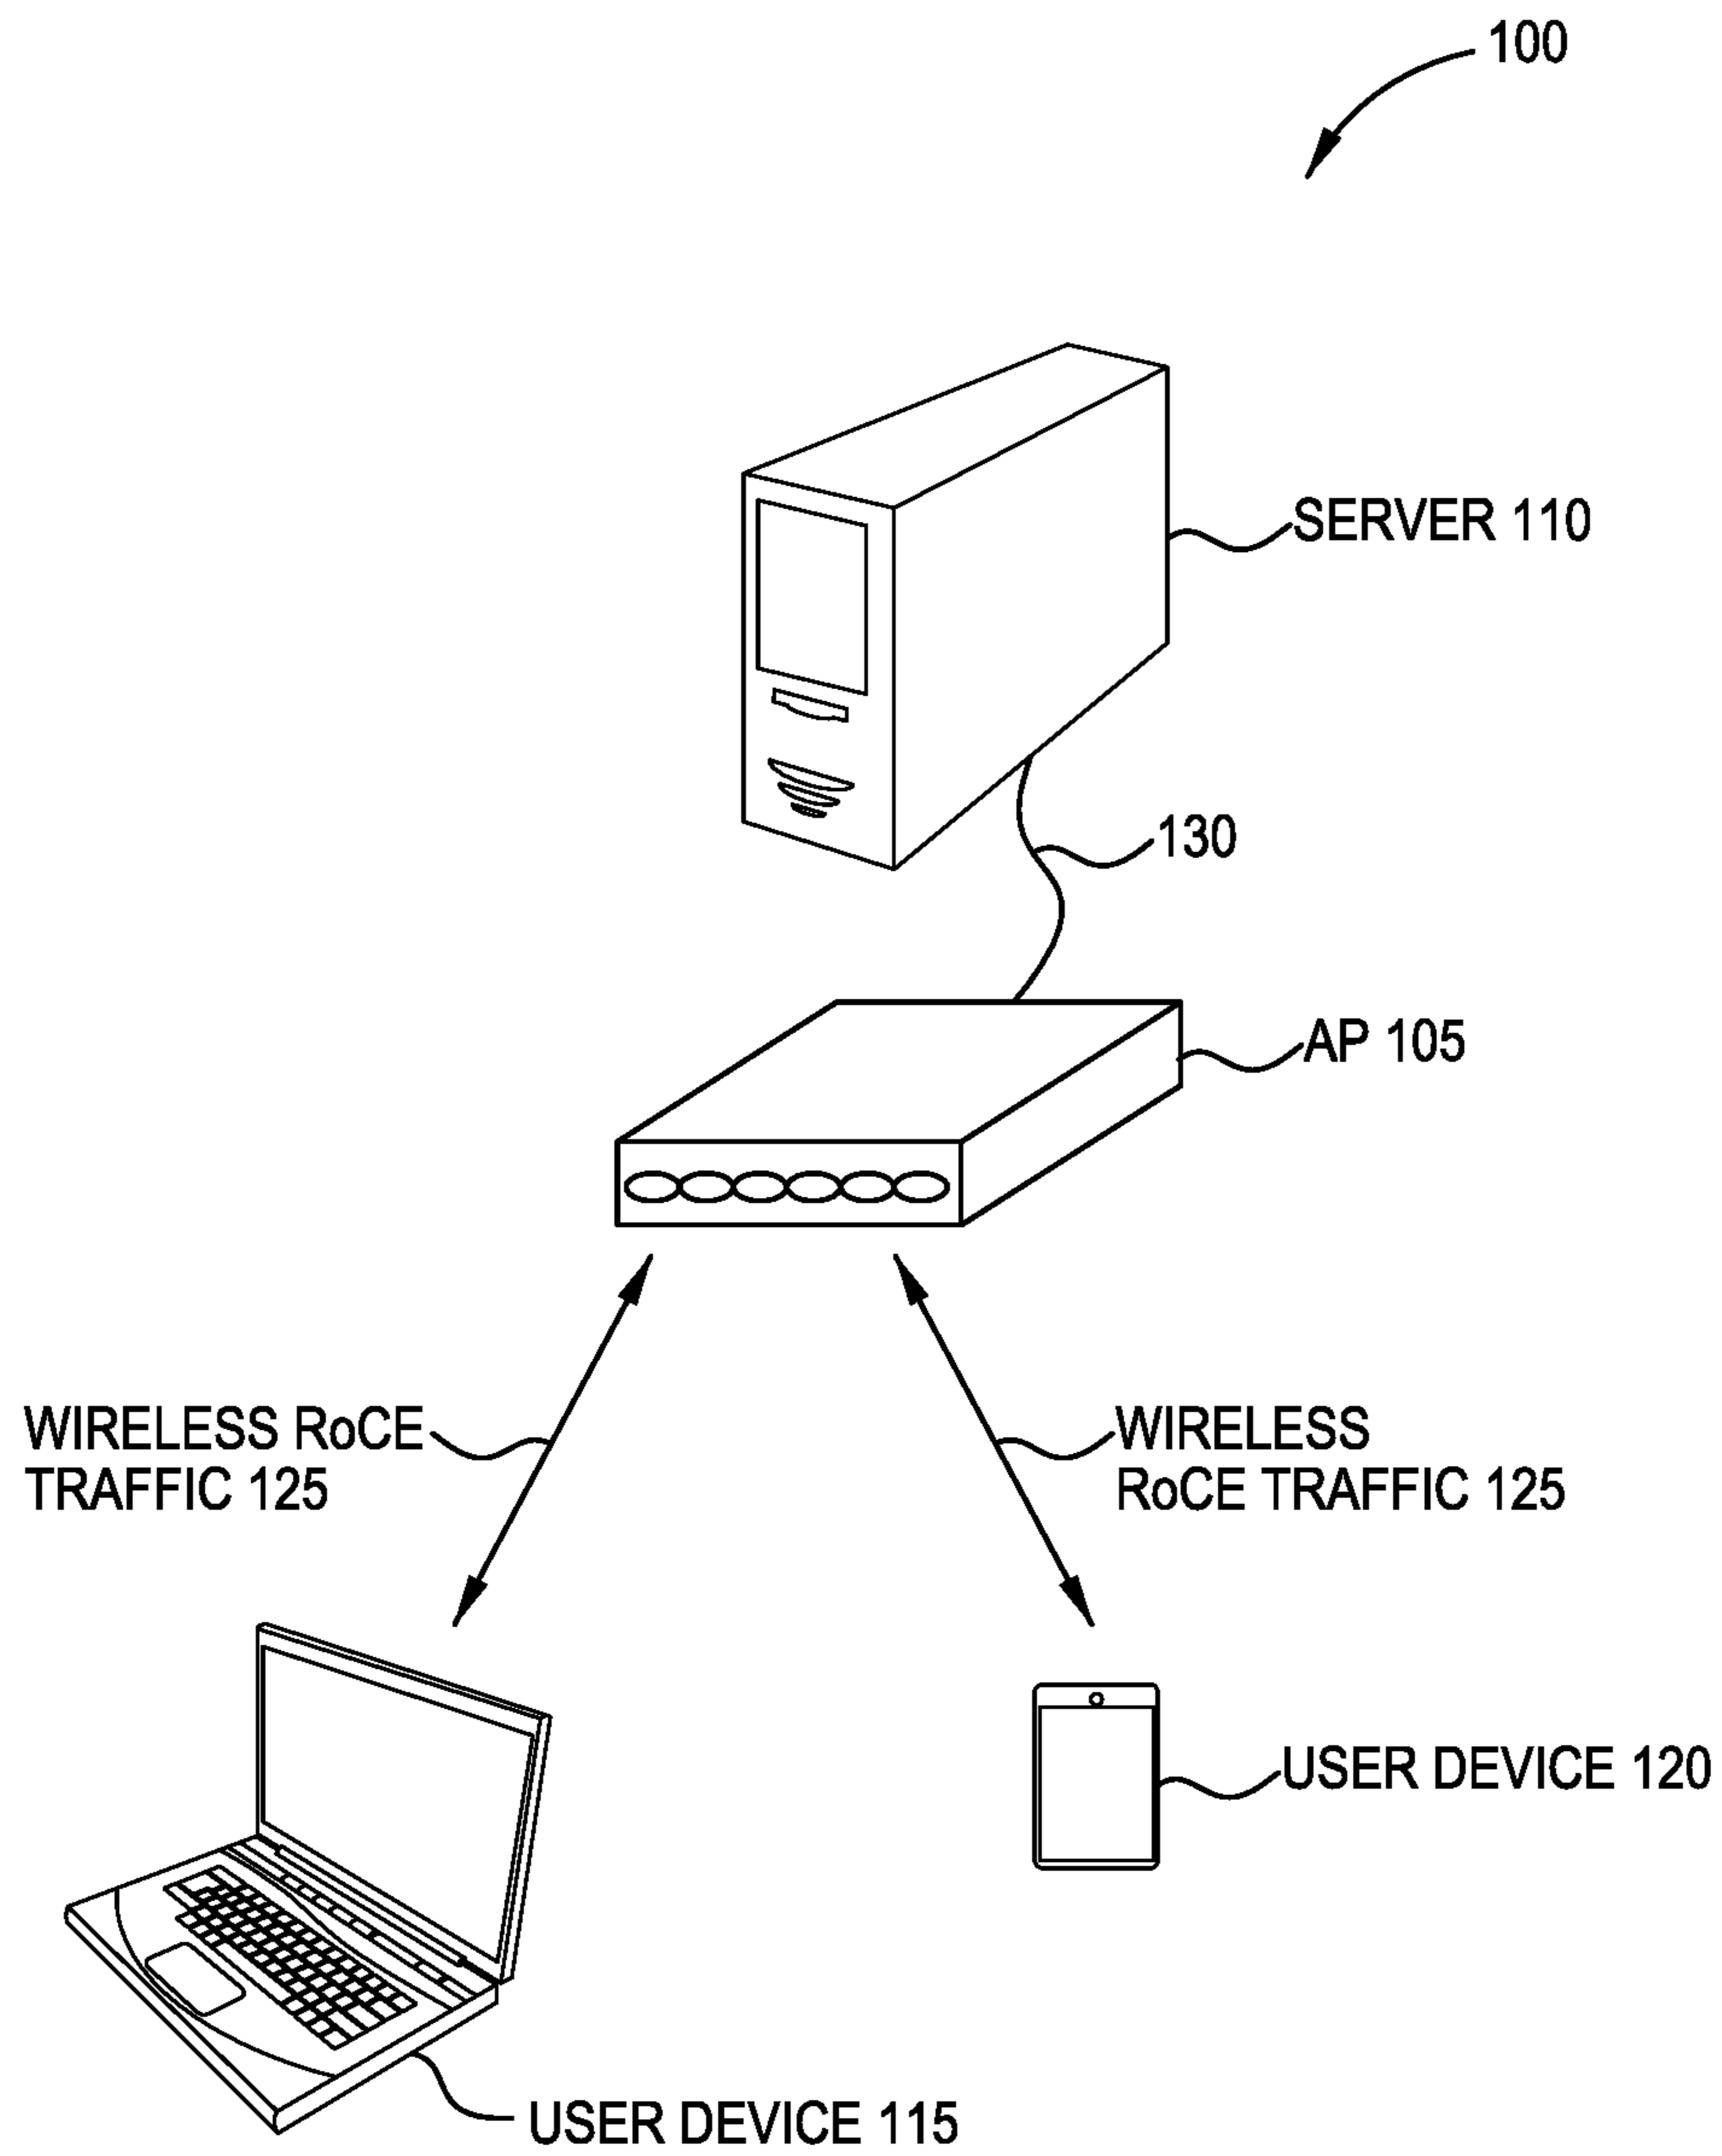 100
SERVER 110
130
AP 105
WIRELESS RoCE
TRAFFIC 125
WIRELESS
RoCE TRAFFIC 125
USER DEVICE 120
USER DEVICE 115